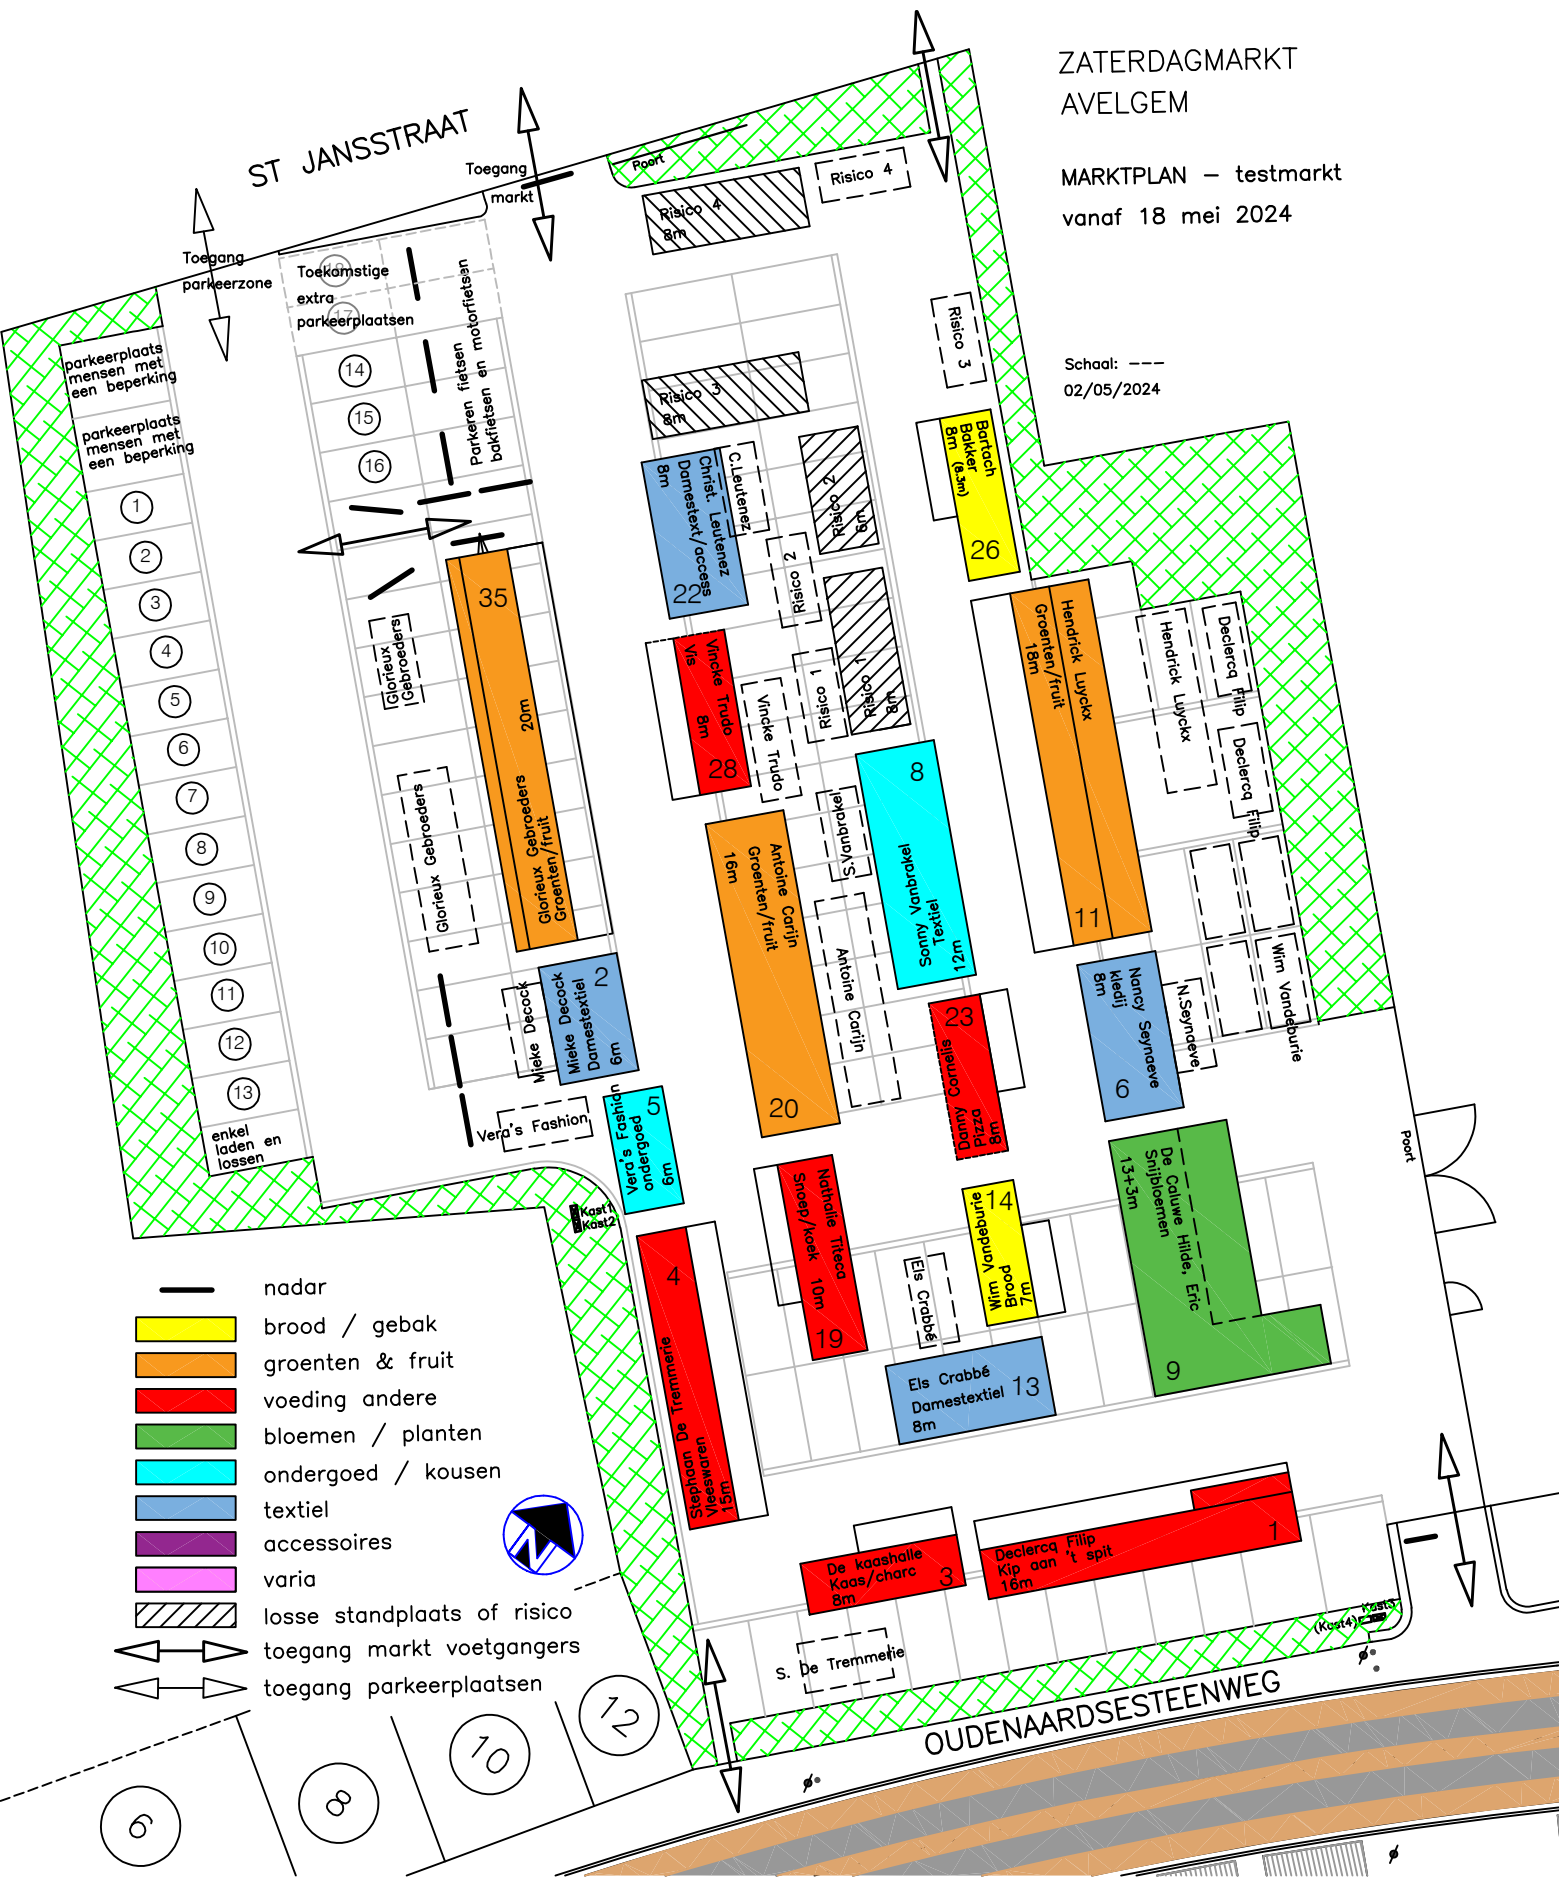 ZATERDAGMARKT
AVELGEM
MARKTPLAN - testmarkt
vanaf 18 mei 2024
Schaal: ---
02/05/2024
ST JANSSTRAAT
Toegang
markt
Poort
Risico 4
8m
Risico 4
Toegang
parkeerzone
Toekomstige
extra
parkeerplaatsen
18
17
14
15
16
Parkeren fietsen
bakfietsen en motorfietsen
parkeerplaats
mensen met
een beperking
parkeerplaats
mensen met
een beperking
1
2
3
4
5
6
7
8
9
10
11
12
13
enkel
laden en
lossen
Risico 3
8m
Risico 3
Christ. Leutenez
Damestext/access
8m
22
C.Leutenez
Risico 2
6m
Risico 2
Risico 1
8m
Risico 1
Bartach
Bakker
8m (8.3m)
26
35
20m
Glorieux Gebroeders
Groenten/fruit
Glorieux
Gebroeders
Glorieux Gebroeders
Vincke Trudo
Vis
8m
28
Vincke Trudo
Hendrick Luyckx
Groenten/fruit
18m
11
Hendrick Luyckx
Declercq Filip
Declercq Filip
8
Sonny Vanbrakel
Textiel
12m
S.Vanbrakel
Antoine Carijn
Groenten/fruit
16m
20
Antoine Carijn
2
Mieke Decock
Damestextiel
6m
Mieke Decock
23
Danny Cornelis
Pizza
8m
Nancy Seynaeve
kledij
8m
6
N.Seynaeve
Wim Vandeburie
5
Vera's Fashion
ondergoed
6m
Vera's Fashion
Kast1
Kast2
Nathalie Titeca
Snoep/koek
10m
19
14
Wim Vandeburie
Brood
7m
De Caluwe Hilde, Eric
Snijbloemen
13+3m
9
Poort
4
Stephaan De Tremmerie
Vleeswaren
15m
Els Crabbé
Els Crabbé
Damestextiel
8m
13
De kaashalle
Kaas/charc
8m
3
Declercq Filip
Kip aan 't spit
16m
1
S. De Tremmerie
Kast3
(Kast4)
OUDENAARDSESTEENWEG
nadar
brood / gebak
groenten & fruit
voeding andere
bloemen / planten
ondergoed / kousen
textiel
accessoires
varia
losse standplaats of risico
toegang markt voetgangers
toegang parkeerplaatsen
N
6
8
10
12